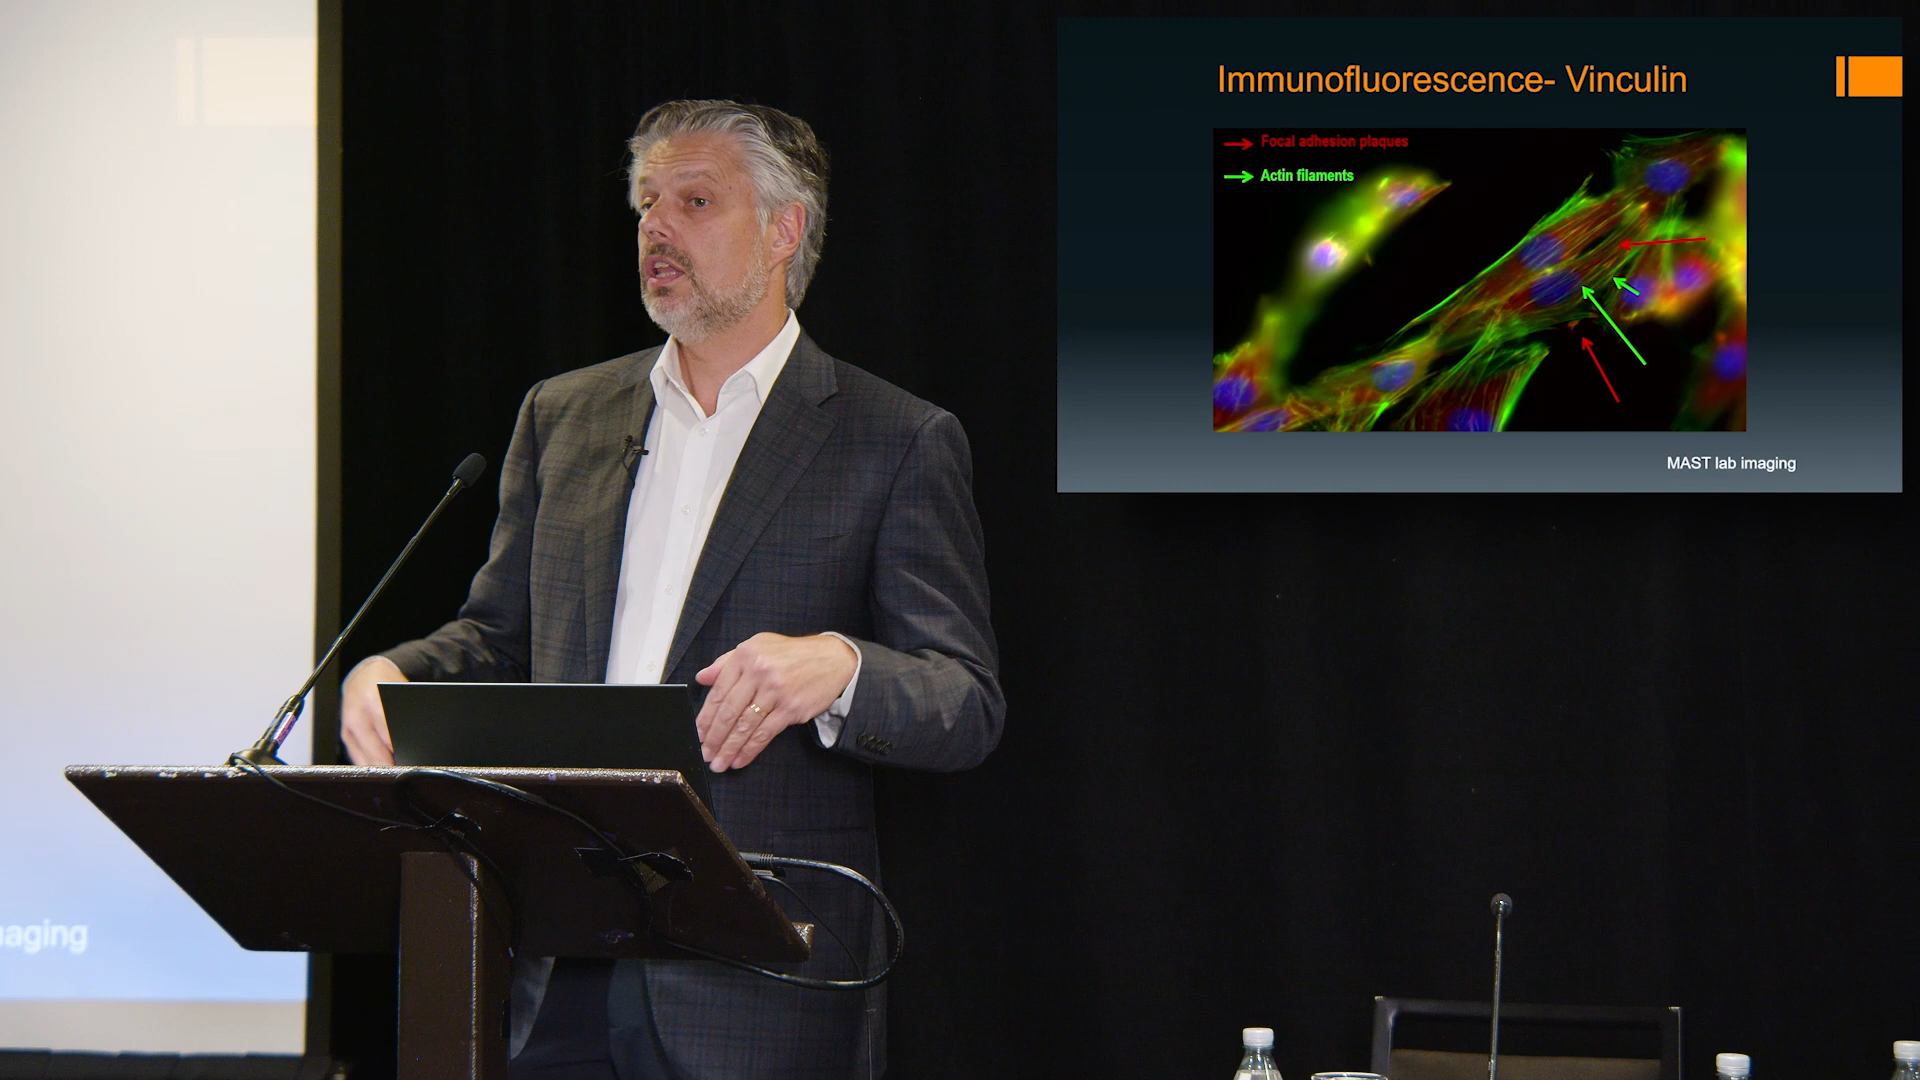 Immunofluorescence- Vinculin
Focal adhesion plaques
Actin filaments
MAST lab imaging
aging